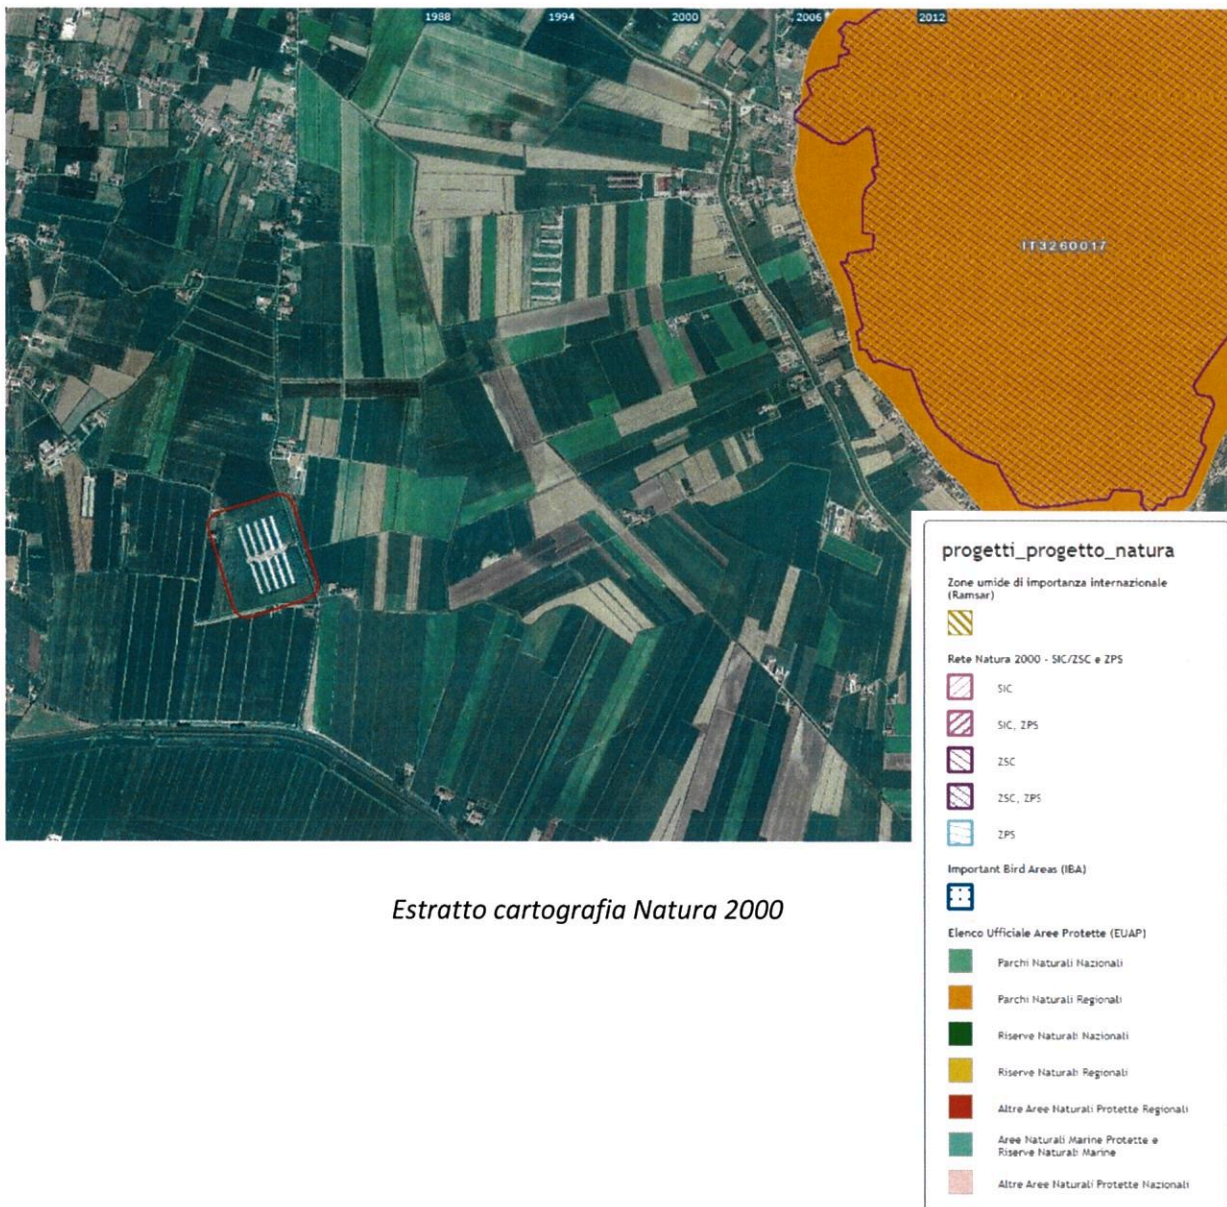 1988 1994 2000 2006 2012
IT3260017
progetti_progetto_natura
Zone umide di importanza internazionale
(Ramsar)
Rete Natura 2000 - SIC/ZSC e ZPS
SIC
SIC, ZPS
ZSC
ZSC, ZPS
ZPS
Important Bird Areas (IBA)
Elenco Ufficiale Aree Protette (EUAP)
Parchi Naturali Nazionali
Parchi Naturali Regionali
Riserve Naturali Nazionali
Riserve Naturali Regionali
Altre Aree Naturali Protette Regionali
Aree Naturali Marine Protette e
Riserve Naturali Marine
Altre Aree Naturali Protette Nazionali
Estratto cartografia Natura 2000